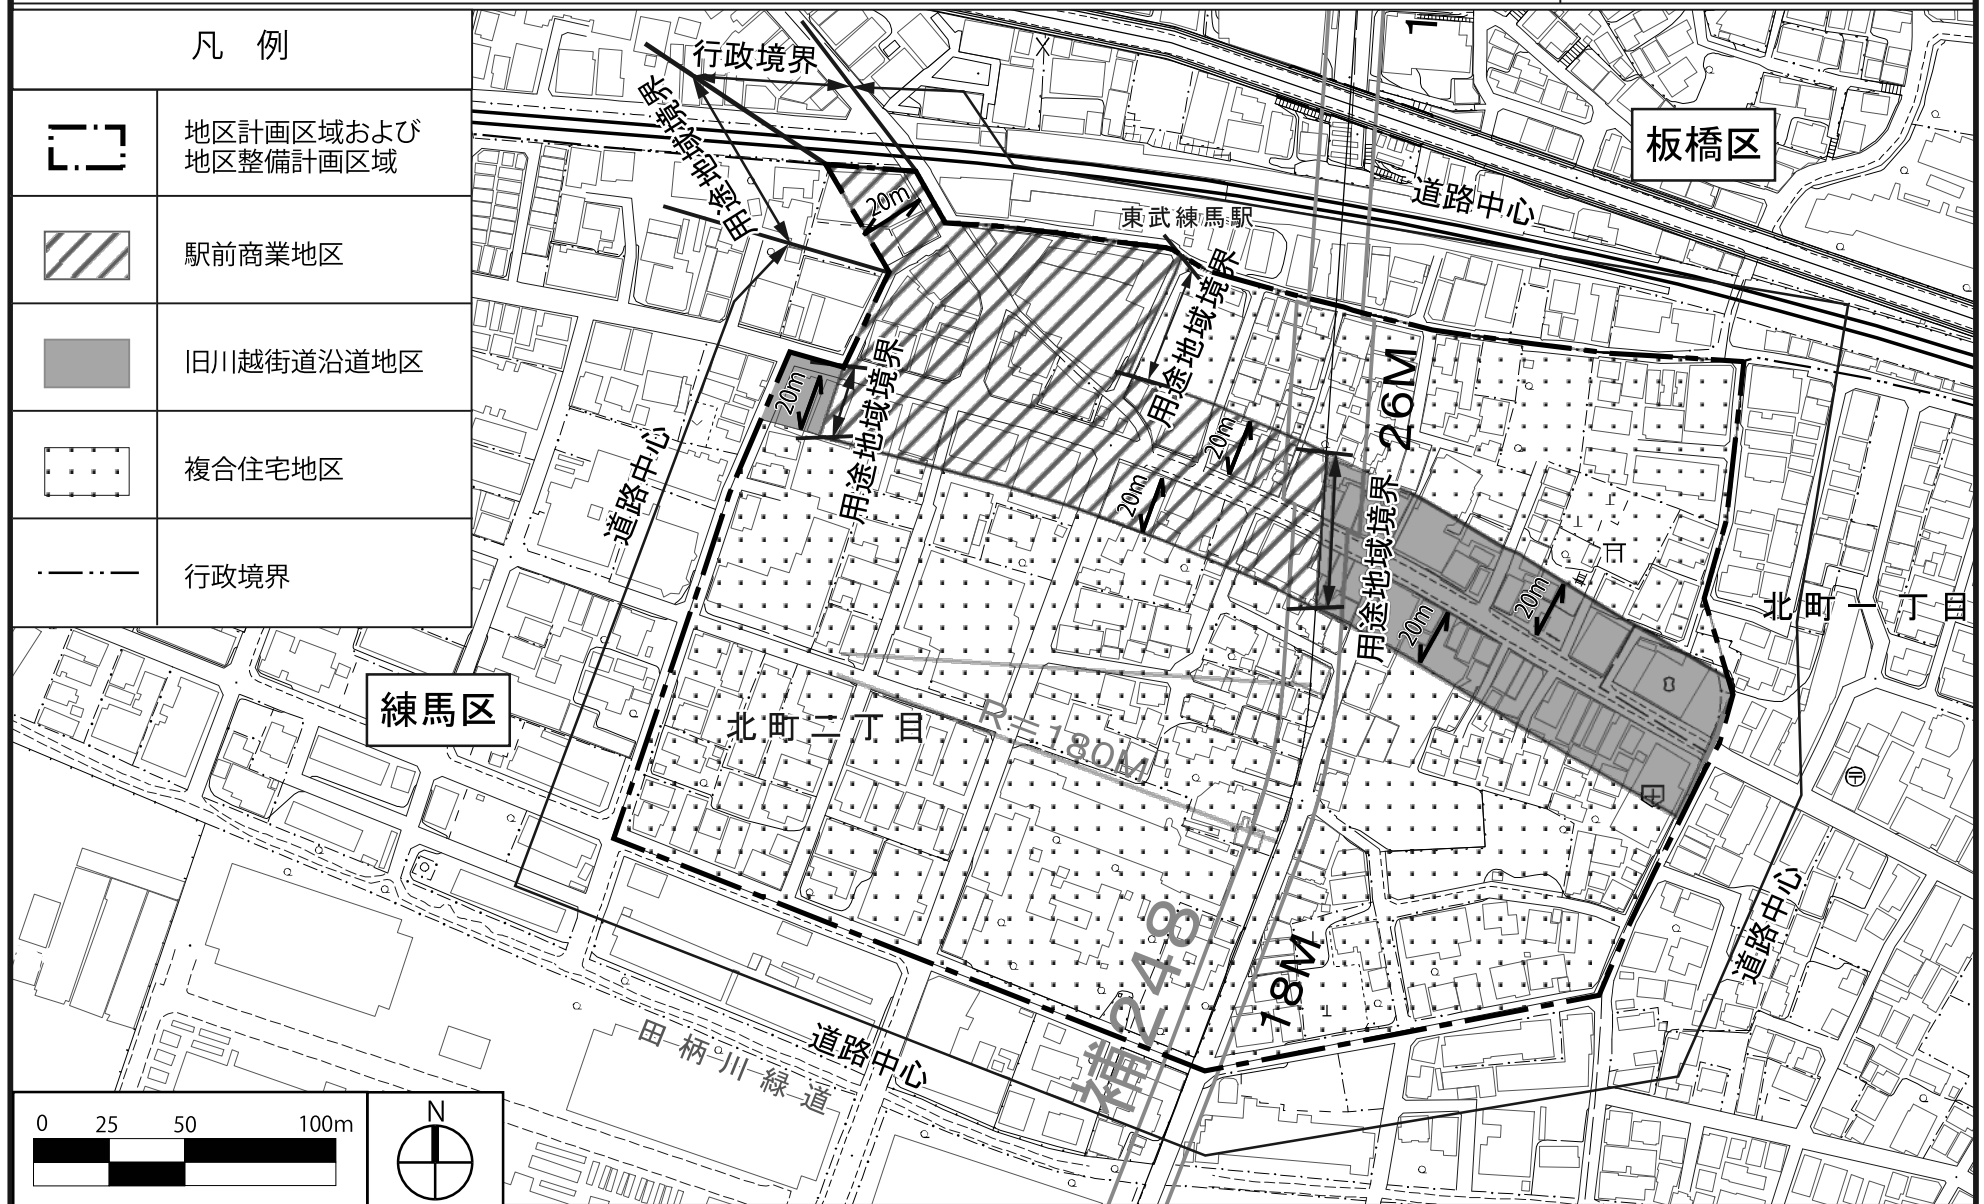 凡 例
地区計画区域および
地区整備計画区域
駅前商業地区
旧川越街道沿道地区
複合住宅地区
行政境界
行政境界
用途地域境界
板橋区
道路中心
東武練馬駅
20m
用途地域境界
20m
用途地域境界
26M
道路中心
20m
20m
用途地域境界
20m
20m
北町一丁目
練馬区
北町二丁目
R=180M
補248
18M
道路中心
道路中心
田柄川緑道
0 25 50 100m
N